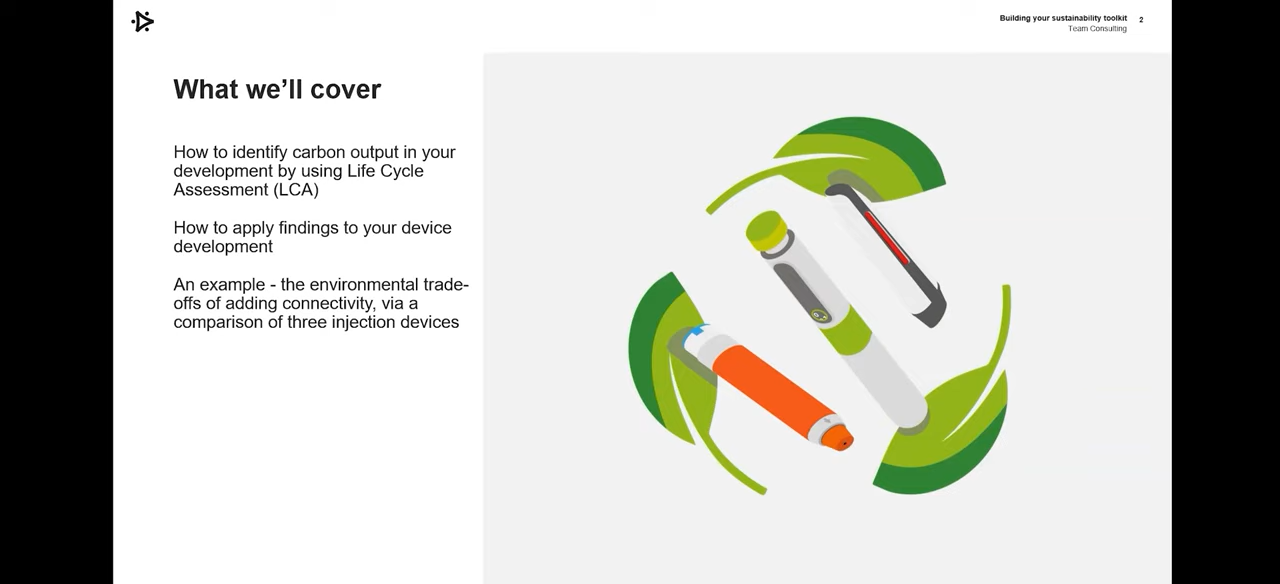 Building your sustainability toolkit 2
Team Consulting
What we'll cover
How to identify carbon output in your
development by using Life Cycle
Assessment (LCA)
How to apply findings to your device
development
An example - the environmental trade-
offs of adding connectivity, via a
comparison of three injection devices